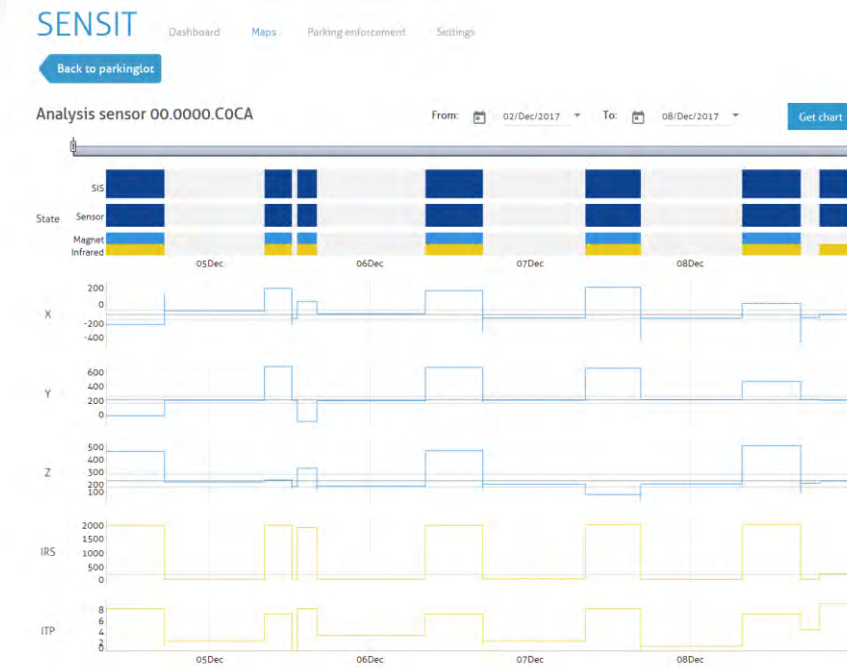 SENSIT
Dashboard Maps Parking enforcement Settings
Back to parkinglot
Analysis sensor 00.0000.C0CA From: 02/Dec/2017 To: 08/Dec/2017 Get chart
SIS
State Sensor
Magnet
Infrared
05Dec 06Dec 07Dec 08Dec
200
0
X
-200
-400
600
400
Y
200
0
500
400
Z 300
200
100
2000
1500
IRS 1000
500
0
8
6
ITP 4
2
0
05Dec 06Dec 07Dec 08Dec